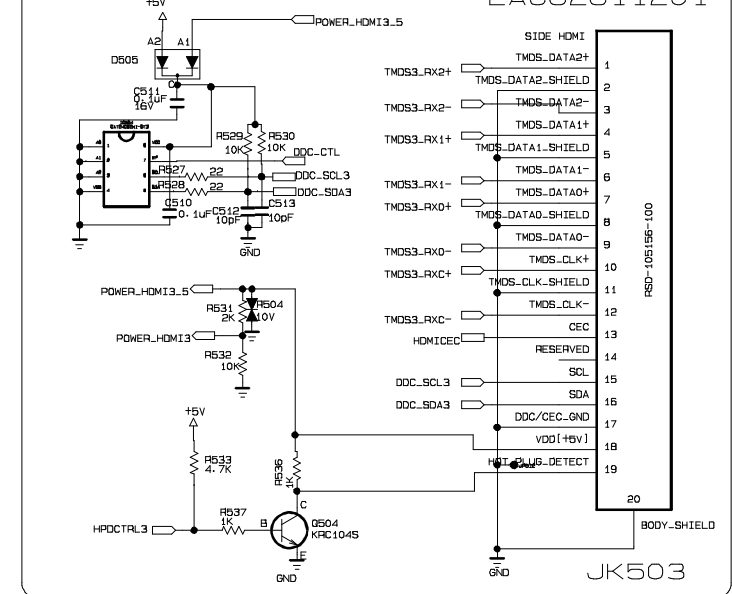 +5V
POWER_HDMI3_5
A2 A1
D505
C
C511
0.1uF
16V
R529
10K
R530
10K
DDC_CTL
R527 22
DDC_SCL3
R528 22
DDC_SDA3
C510
0.1uF
C512
10pF
C513
10pF
GND
POWER_HDMI3_5
R531
2K
R504
10V
POWER_HDMI3
R532
10K
+5V
R533
4.7K
R536
1K
HPDCTRL3
R537
1K
B
C
Q504
KRC104S
E
GND
SIDE HDMI
TMDS3_RX2+
TMDS_DATA2+
1
TMDS_DATA2_SHIELD
2
TMDS3_RX2-
TMDS_DATA2-
3
TMDS3_RX1+
TMDS_DATA1+
4
TMDS_DATA1_SHIELD
5
TMDS3_RX1-
TMDS_DATA1-
6
TMDS3_RX0+
TMDS_DATA0+
7
TMDS_DATA0_SHIELD
8
TMDS3_RX0-
TMDS_DATA0-
9
TMDS3_RXC+
TMDS_CLK+
10
TMDS_CLK_SHIELD
11
TMDS3_RXC-
TMDS_CLK-
12
HDMICEC
CEC
13
RESERVED
14
DDC_SCL3
SCL
15
DDC_SDA3
SDA
16
DDC/CEC_GND
17
VDD[+5V]
18
HOT_PLUG_DETECT
19
20
RSD-105156-100
BODY_SHIELD
GND
JK503